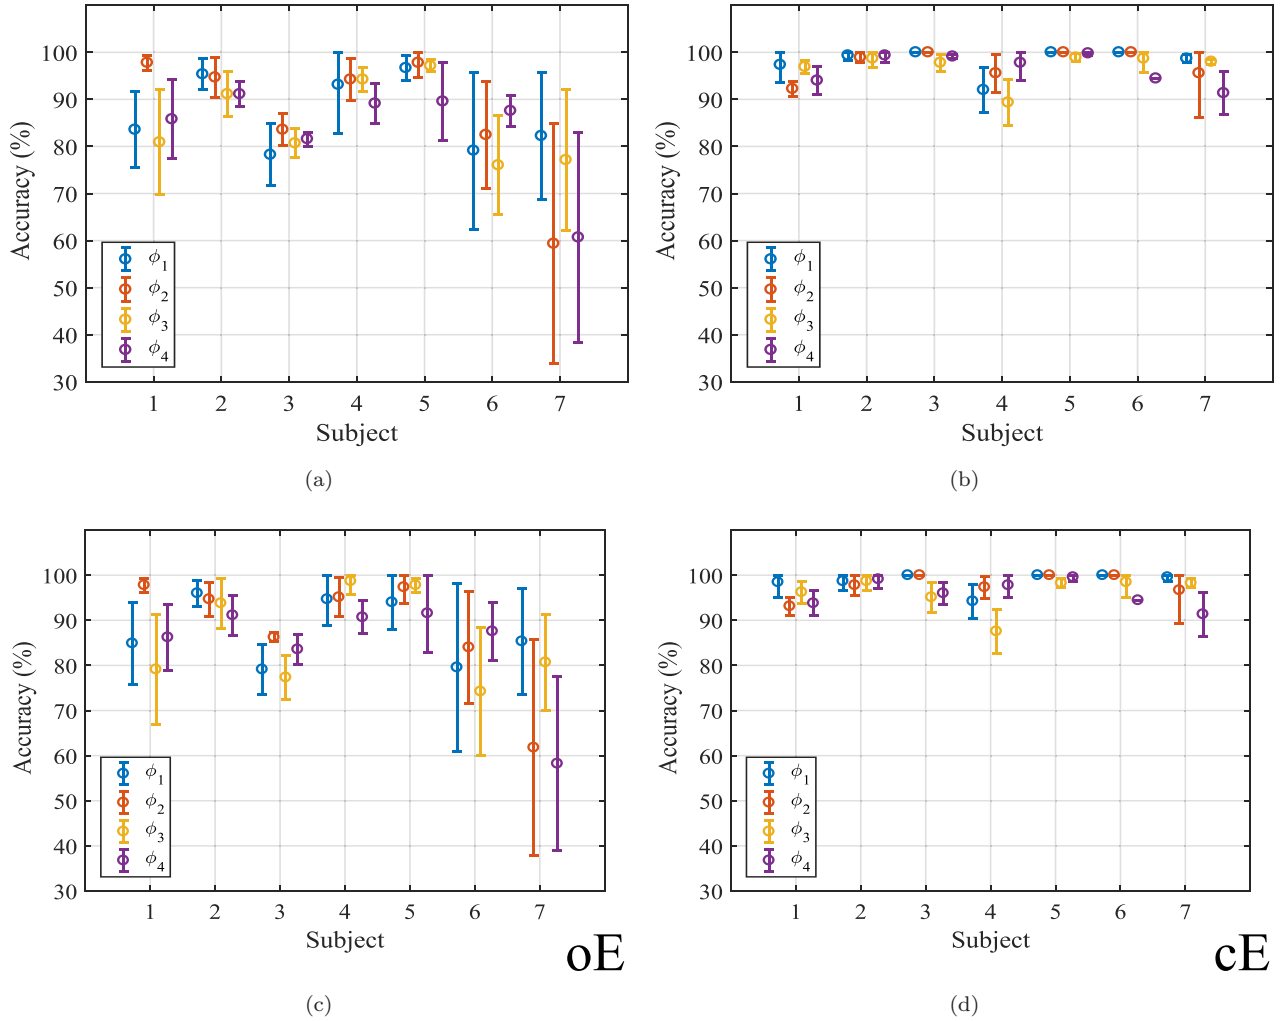 100
90
80
70
60
50
40
30
Accuracy (%)
ϕ1
ϕ2
ϕ3
ϕ4
1 2 3 4 5 6 7
Subject
(a)
100
90
80
70
60
50
40
30
Accuracy (%)
ϕ1
ϕ2
ϕ3
ϕ4
1 2 3 4 5 6 7
Subject
(b)
100
90
80
70
60
50
40
30
Accuracy (%)
ϕ1
ϕ2
ϕ3
ϕ4
1 2 3 4 5 6 7
Subject
oE
(c)
100
90
80
70
60
50
40
30
Accuracy (%)
ϕ1
ϕ2
ϕ3
ϕ4
1 2 3 4 5 6 7
Subject
cE
(d)